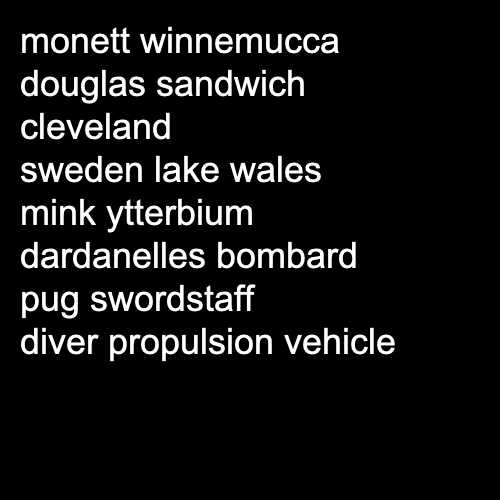 monett winnemucca
douglas sandwich
cleveland
sweden lake wales
mink ytterbium
dardanelles bombard
pug swordstaff
diver propulsion vehicle